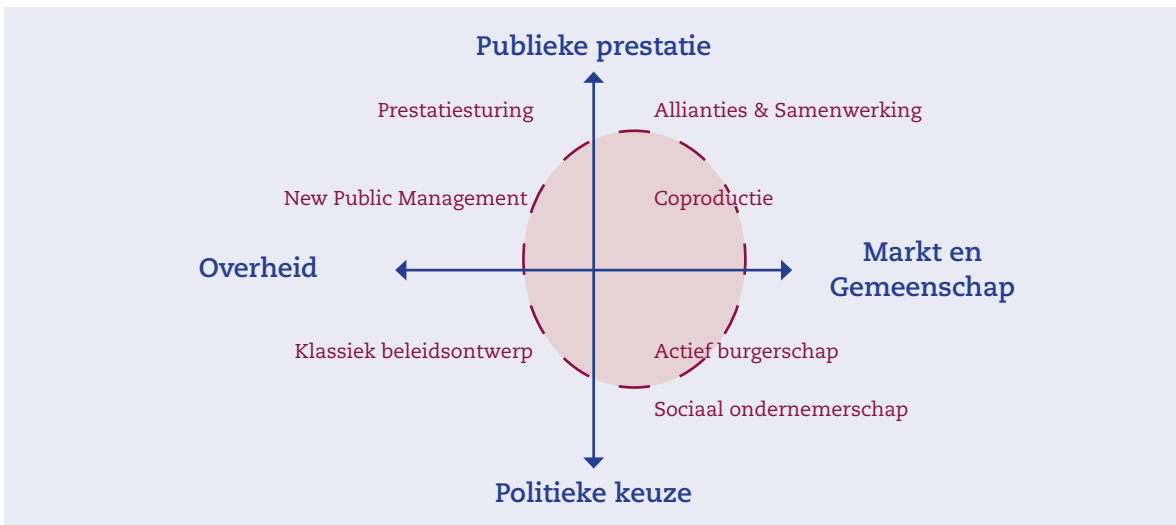 Publieke prestatie
Prestatiesturing
Allianties & Samenwerking
New Public Management
Coproductie
Overheid
Markt en
Gemeenschap
Klassiek beleidsontwerp
Actief burgerschap
Sociaal ondernemerschap
Politieke keuze